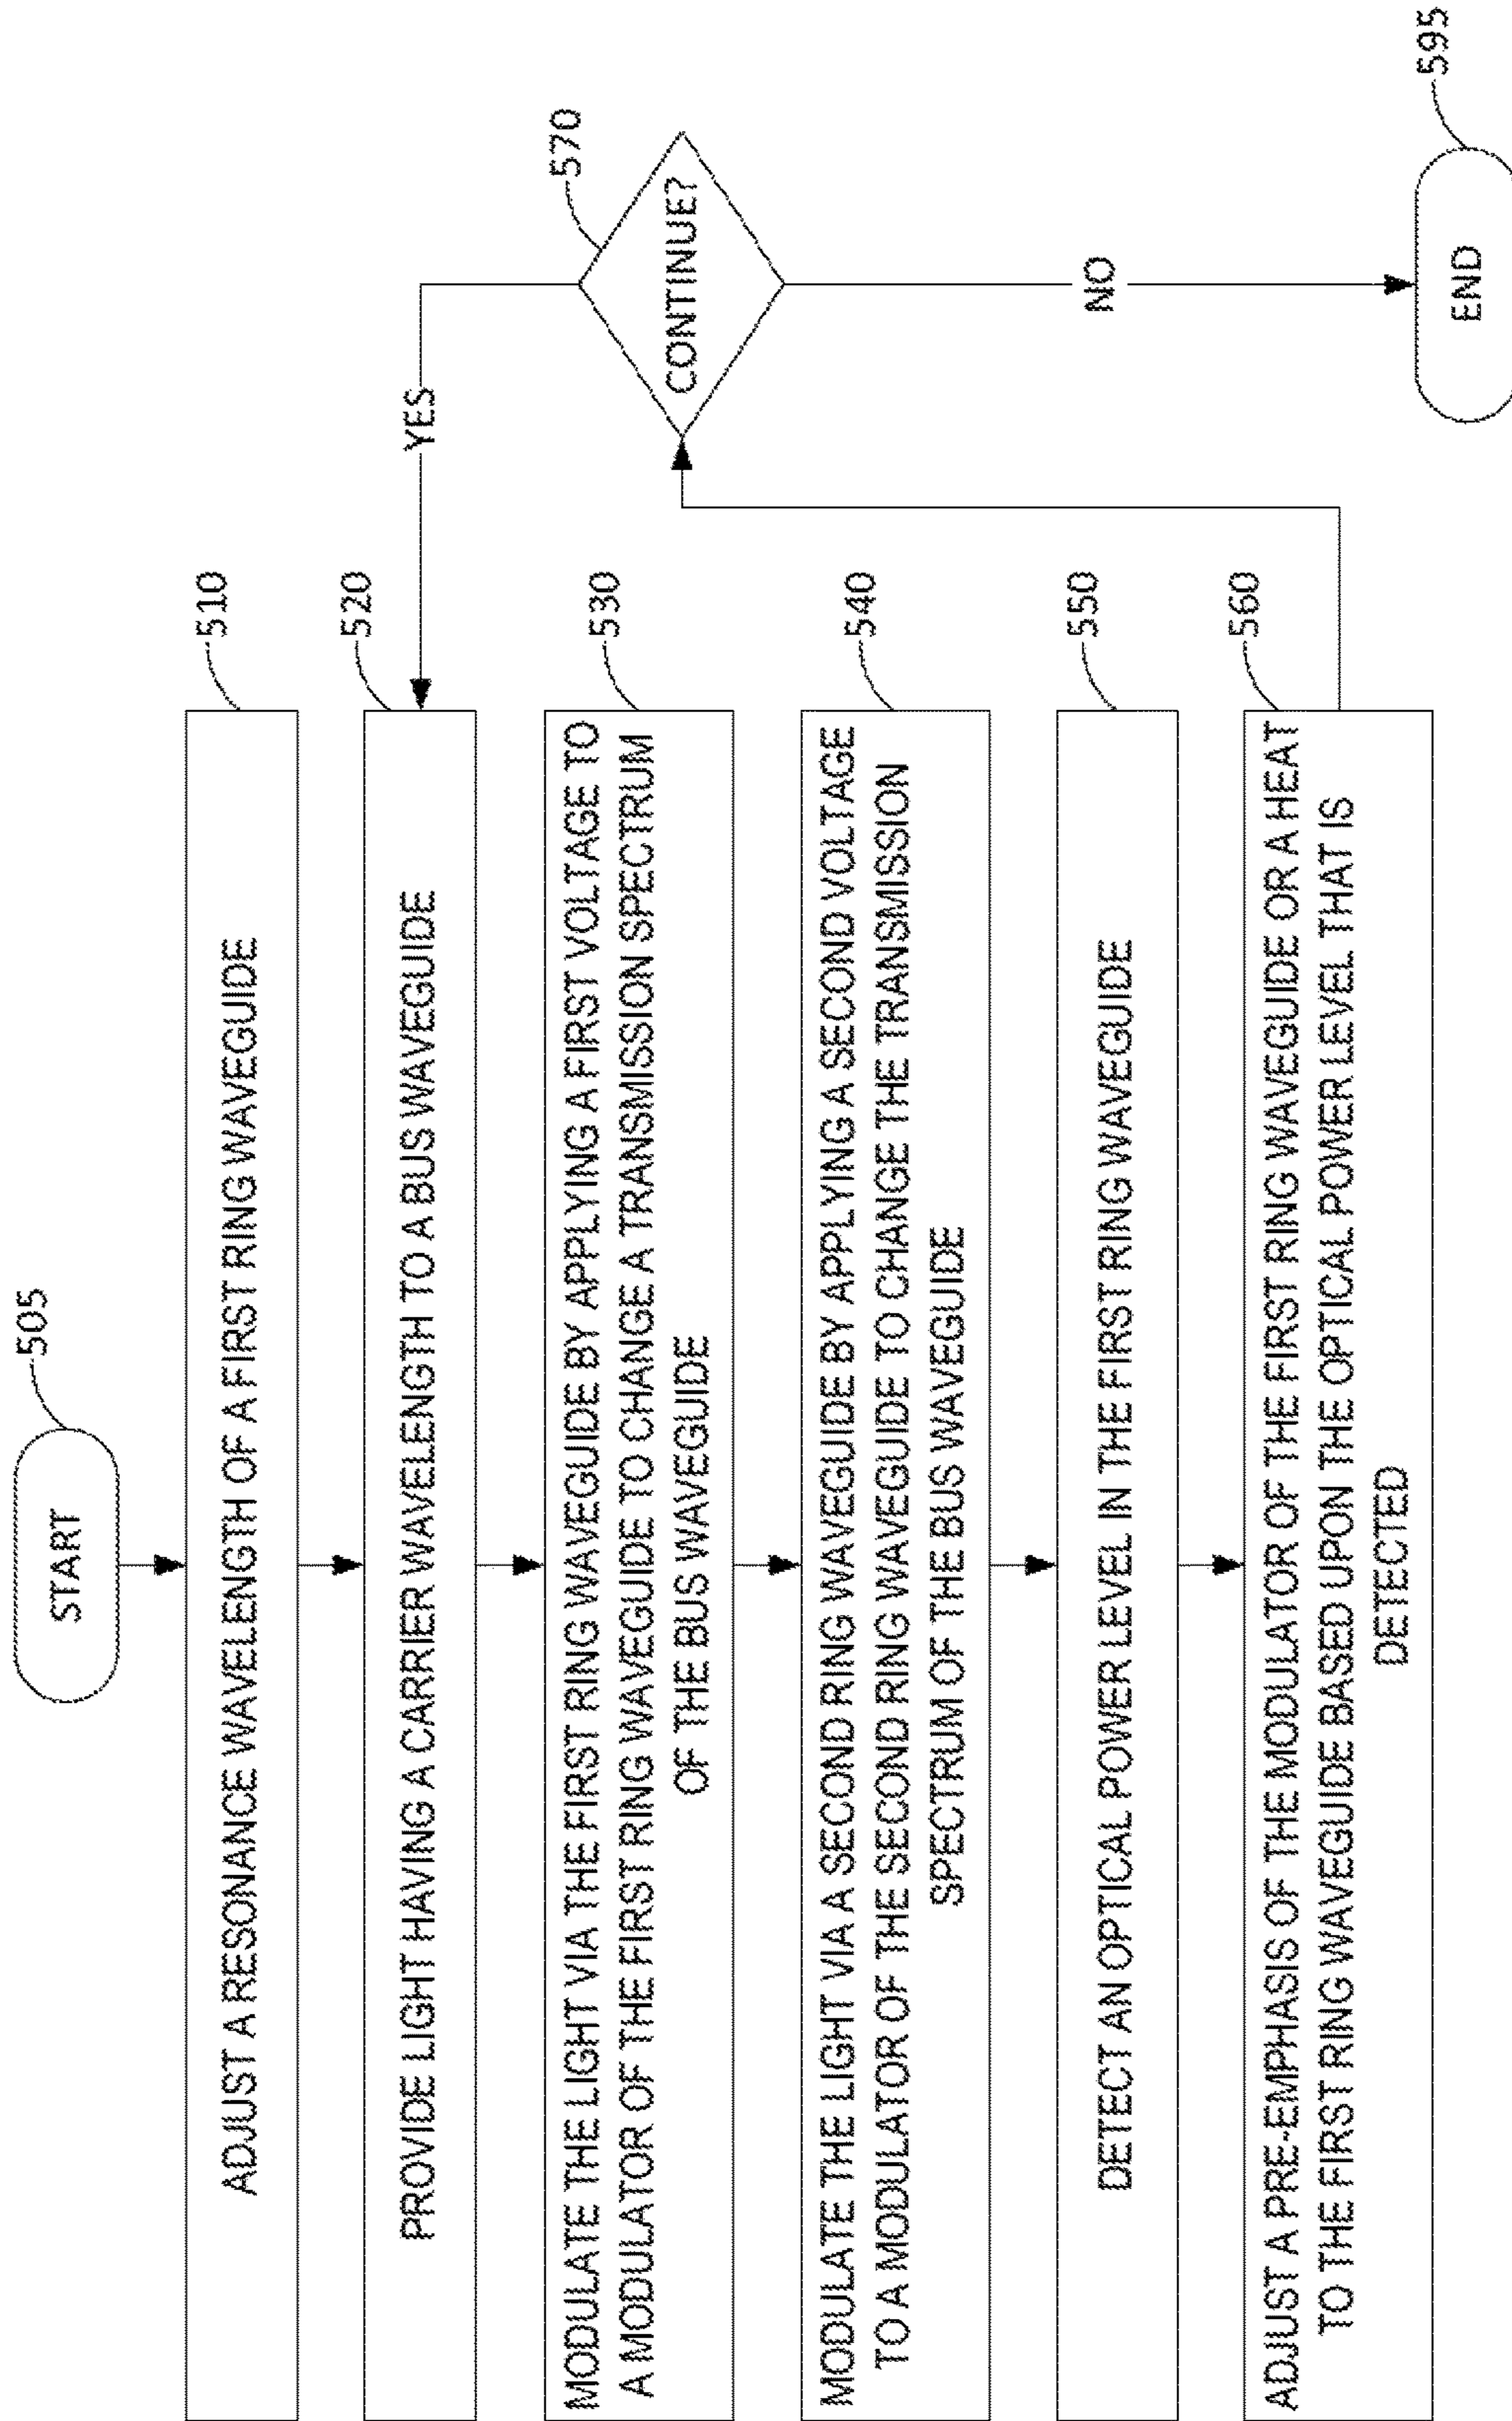 START
505
ADJUST A RESONANCE WAVELENGTH OF A FIRST RING WAVEGUIDE
510
PROVIDE LIGHT HAVING A CARRIER WAVELENGTH TO A BUS WAVEGUIDE
520
MODULATE THE LIGHT VIA THE FIRST RING WAVEGUIDE BY APPLYING A FIRST VOLTAGE TO
A MODULATOR OF THE FIRST RING WAVEGUIDE TO CHANGE A TRANSMISSION SPECTRUM
OF THE BUS WAVEGUIDE
530
MODULATE THE LIGHT VIA A SECOND RING WAVEGUIDE BY APPLYING A SECOND VOLTAGE
TO A MODULATOR OF THE SECOND RING WAVEGUIDE TO CHANGE THE TRANSMISSION
SPECTRUM OF THE BUS WAVEGUIDE
540
DETECT AN OPTICAL POWER LEVEL IN THE FIRST RING WAVEGUIDE
550
ADJUST A PRE-EMPHASIS OF THE MODULATOR OF THE FIRST RING WAVEGUIDE OR A HEAT
TO THE FIRST RING WAVEGUIDE BASED UPON THE OPTICAL POWER LEVEL THAT IS
DETECTED
560
CONTINUE?
570
YES
NO
END
595